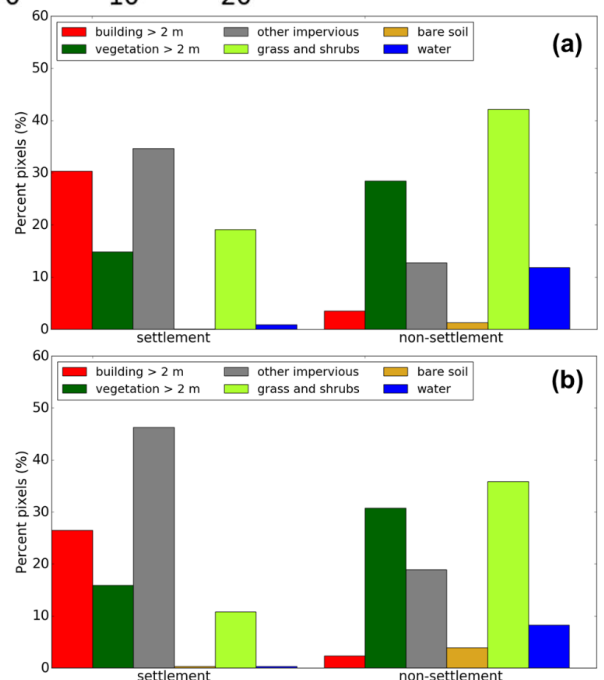 building > 2 m other impervious bare soil
vegetation > 2 m grass and shrubs water
(a)
60
50
40
30
20
10
0
Percent pixels (%)
settlement non-settlement
building > 2 m other impervious bare soil
vegetation > 2 m grass and shrubs water
(b)
60
50
40
30
20
10
0
Percent pixels (%)
settlement non-settlement